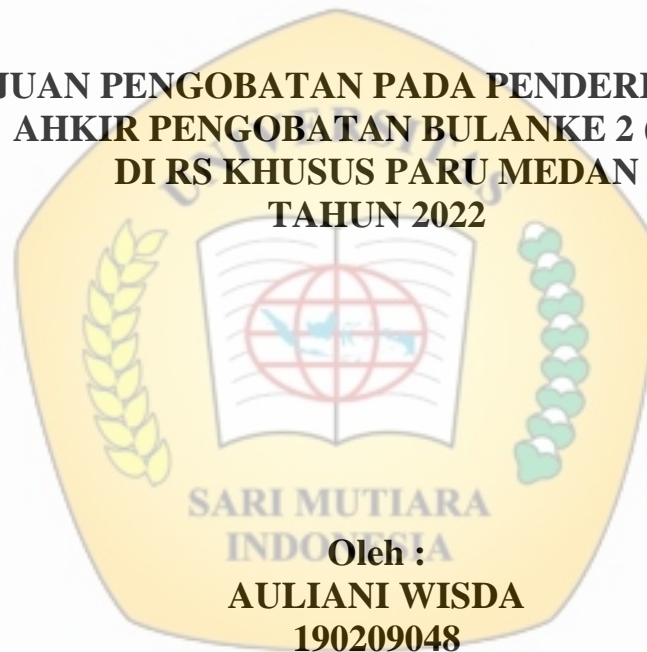 JUAN PENGOBATAN PADA PENDERI
AHKIR PENGOBATAN BULANKE 2
DI RS KHUSUS PARU MEDAN
TAHUN 2022
UNIVERSITAS
SARI MUTIARA
INDONESIA
Oleh :
AULIANI WISDA
190209048